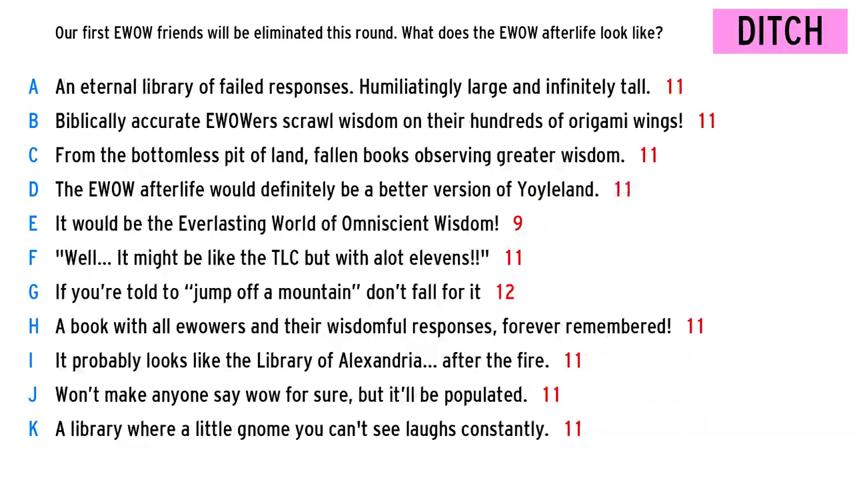 Our first EWOW friends will be eliminated this round. What does the EWOW afterlife look like?
DITCH
A An eternal library of failed responses. Humiliatingly large and infinitely tall. 11
B Biblically accurate EWOWers scrawl wisdom on their hundreds of origami wings! 11
C From the bottomless pit of land, fallen books observing greater wisdom. 11
D The EWOW afterlife would definitely be a better version of Yoyleland. 11
E It would be the Everlasting World of Omniscient Wisdom! 9
F "Well... It might be like the TLC but with alot elevens!!" 11
G If you're told to “jump off a mountain” don't fall for it 12
H A book with all ewowers and their wisdomful responses, forever remembered! 11
I It probably looks like the Library of Alexandria... after the fire. 11
J Won't make anyone say wow for sure, but it'll be populated. 11
K A library where a little gnome you can't see laughs constantly. 11